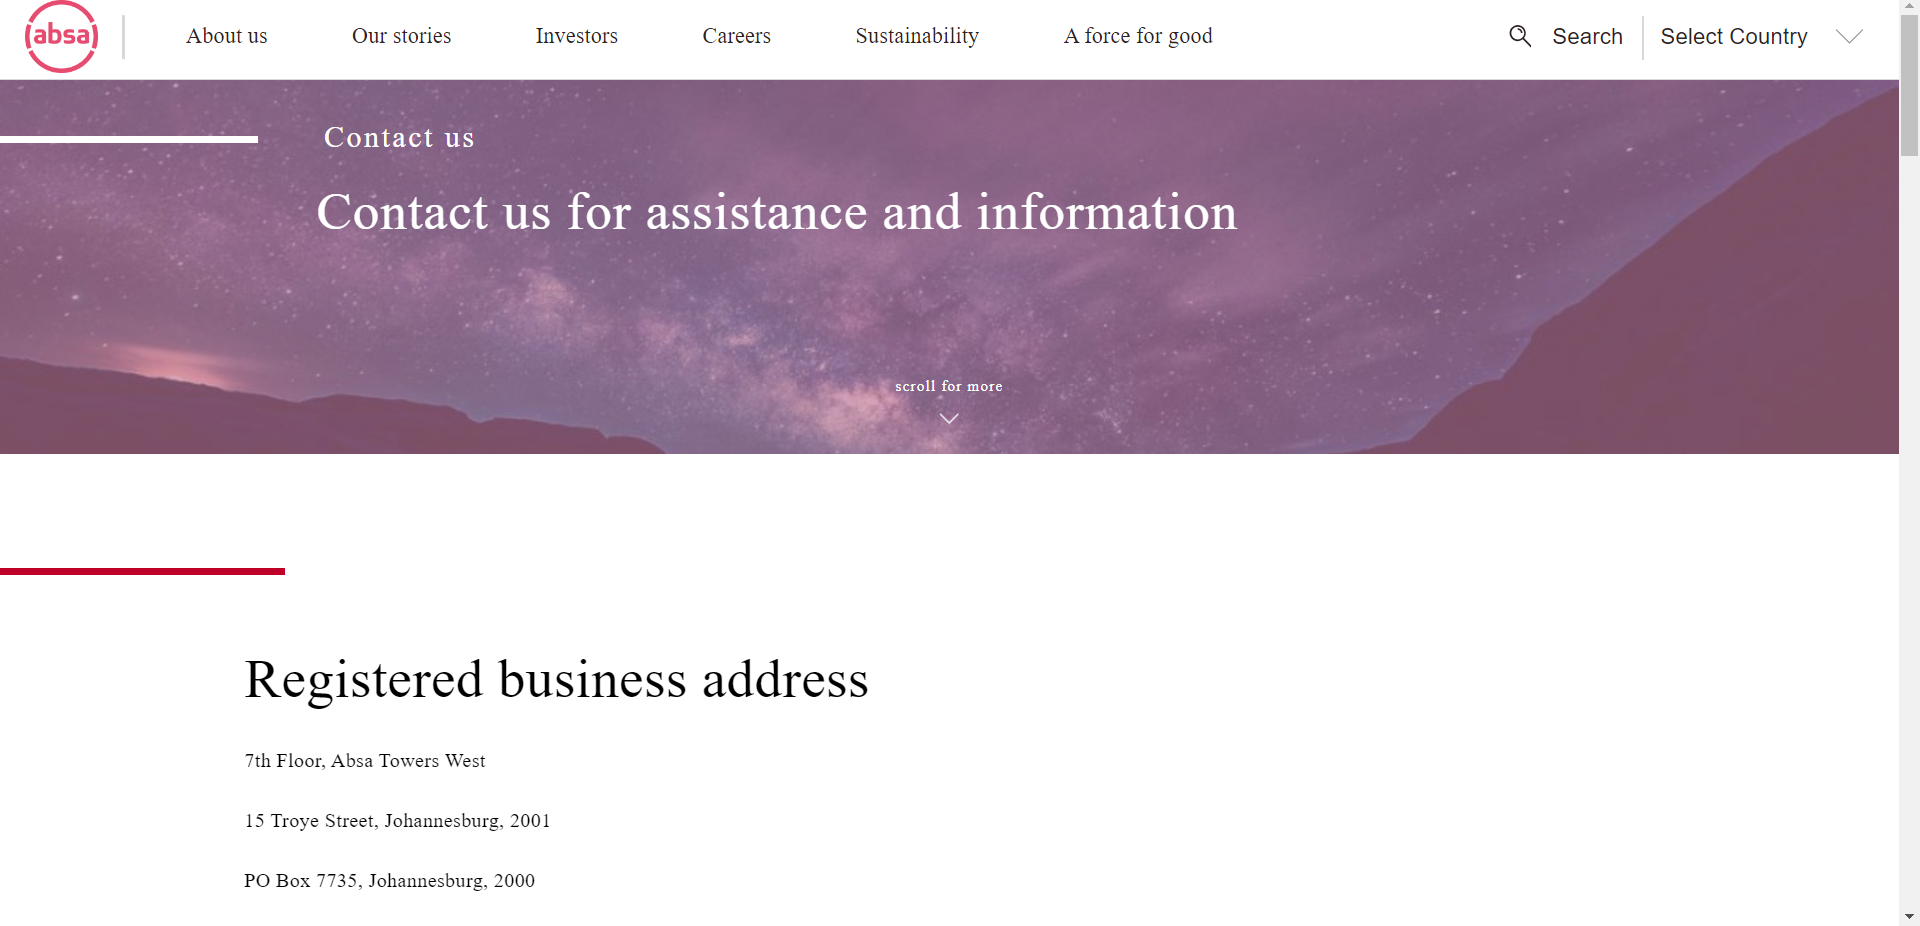 absa
About us
Our stories
Investors
Careers
Sustainability
A force for good
Search
Select Country
Contact us
Contact us for assistance and information
scroll for more
Registered business address
7th Floor, Absa Towers West
15 Troye Street, Johannesburg, 2001
PO Box 7735, Johannesburg, 2000